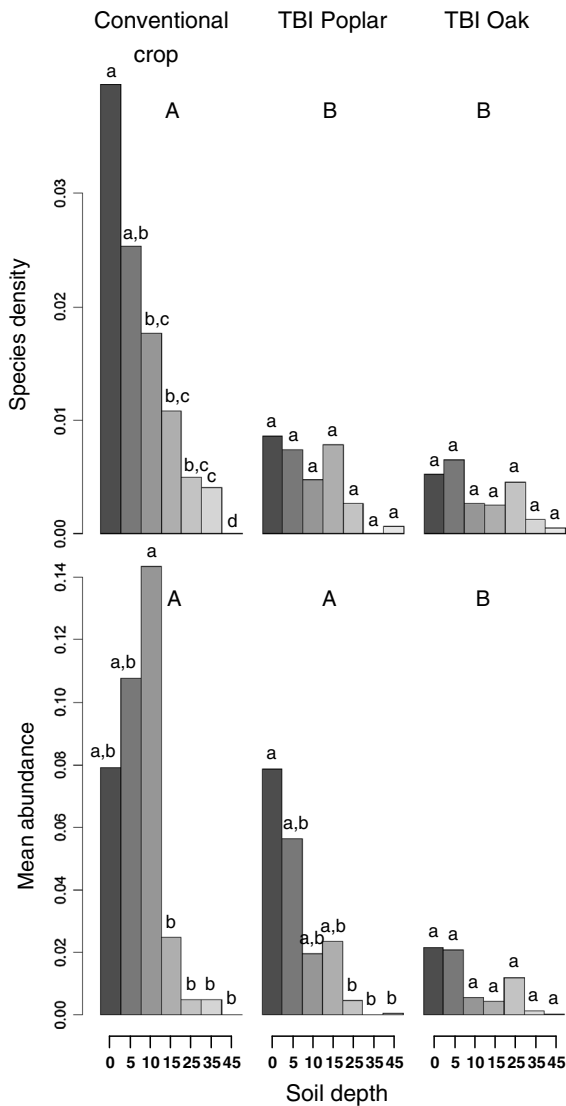 Conventional crop
TBI Poplar
TBI Oak
Species density
0.00 0.01 0.02 0.03
A
a
a,b
b,c
b,c
b,c
c
d
B
a a a a a a a
B
a a a a a a a
Mean abundance
0.00 0.02 0.04 0.06 0.08 0.10 0.12 0.14
A
a,b
a,b
a
b
b
b
b
A
a
a,b
a,b
a,b
b
b
b
B
a a a a a a a
0 5 10 15 25 35 45
0 5 10 15 25 35 45
0 5 10 15 25 35 45
Soil depth